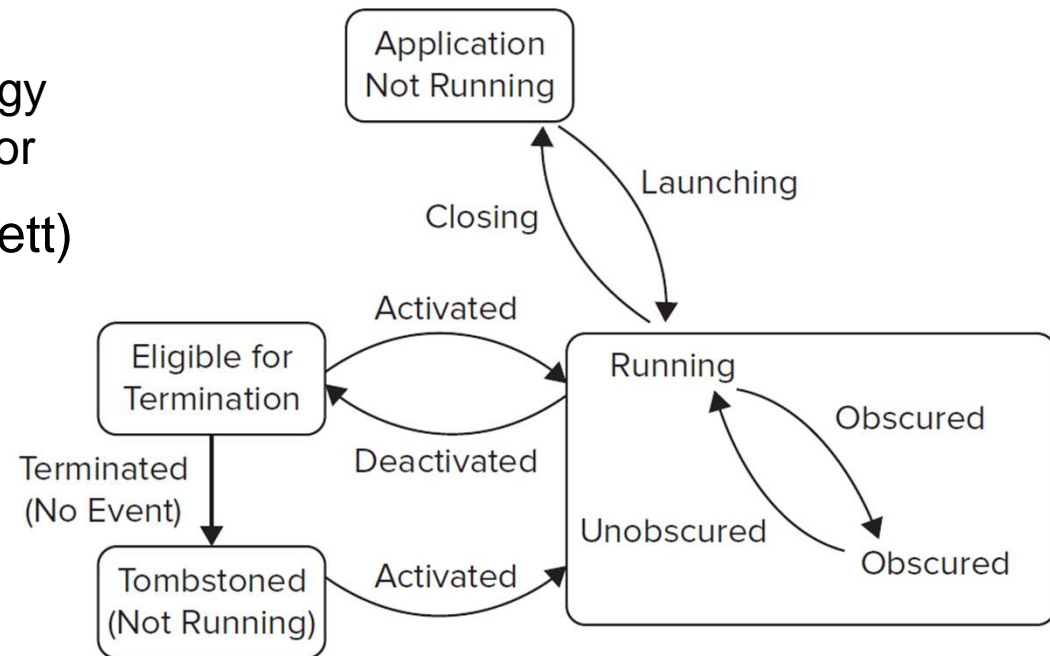 gy
or
ett)
Application
Not Running
Launching
Closing
Activated
Eligible for
Termination
Running
Obscured
Deactivated
Terminated
(No Event)
Unobscured
Obscured
Tombstoned
(Not Running)
Activated